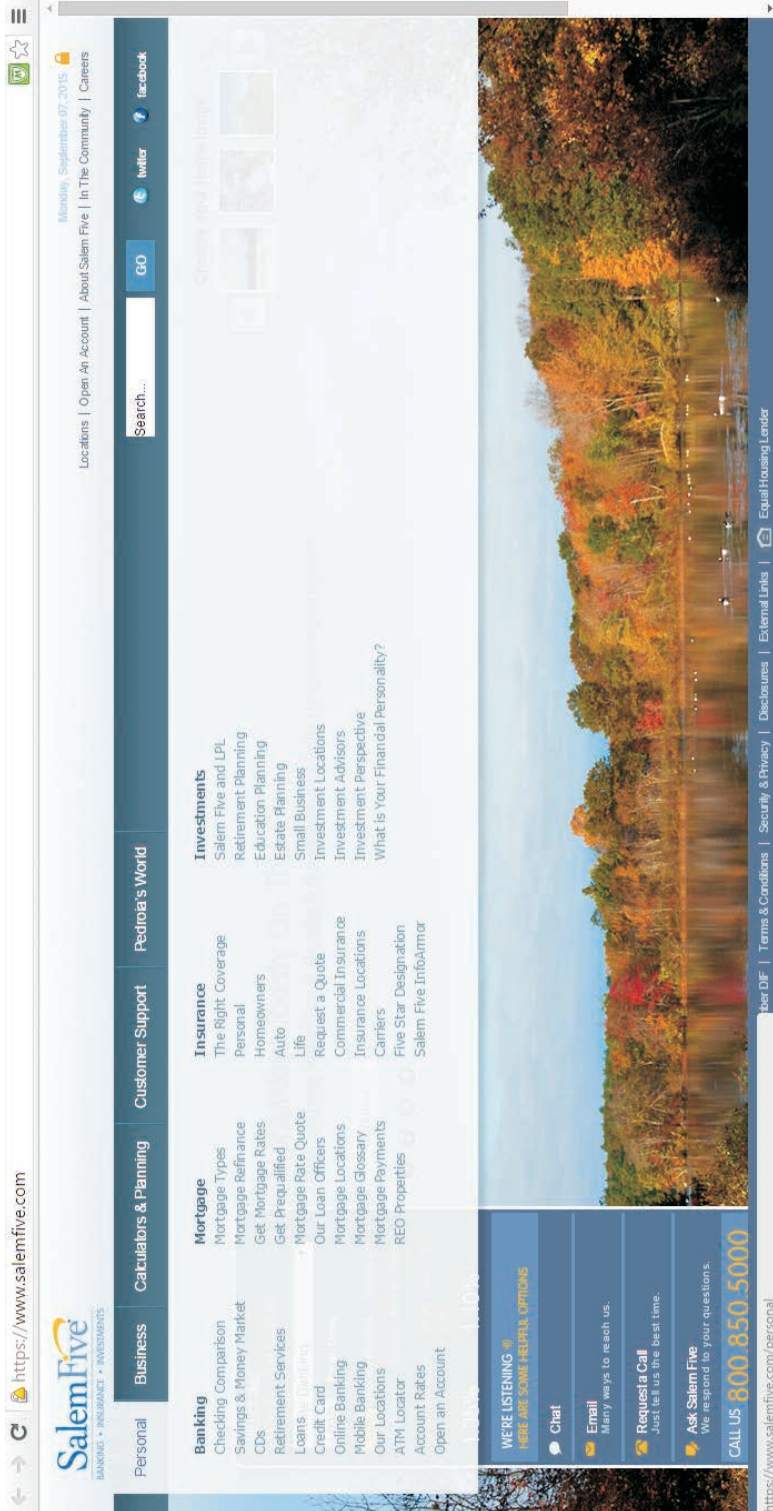 https://www.salemfive.com
Monday, September 07, 2015
SalemFive
BANKING • INSURANCE • INVESTMENTS
Locations | Open An Account | About Salem Five | In The Community | Careers
Personal Business Calculators & Planning Customer Support Pedroia's World Search... GO twitter facebook
Banking
Checking Comparison
Savings & Money Market
CDs
Retirement Services
Loans
Credit Card
Online Banking
Mobile Banking
Our Locations
ATM Locator
Account Rates
Open an Account
Mortgage
Mortgage Types
Mortgage Refinance
Get Mortgage Rates
Get Prequalified
Mortgage Rate Quote
Our Loan Officers
Mortgage Locations
Mortgage Glossary
Mortgage Payments
REO Properties
Insurance
The Right Coverage
Personal
Homeowners
Auto
Life
Request a Quote
Commercial Insurance
Insurance Locations
Carriers
Five Star Designation
Salem Five InfoArmor
Investments
Salem Five and LPL
Retirement Planning
Education Planning
Estate Planning
Small Business
Investment Locations
Investment Advisors
Investment Perspective
What is Your Financial Personality?
WE'RE LISTENING
HERE ARE SOME HELPFUL OPTIONS
Chat
Email
Many ways to reach us.
Request a Call
Just tell us the best time.
Ask Salem Five
We respond to your questions.
CALL US 800 850 5000
ber DIF | Terms & Conditions | Security & Privacy | Disclosures | External Links | Equal Housing Lender
https://www.salemfive.com/personal